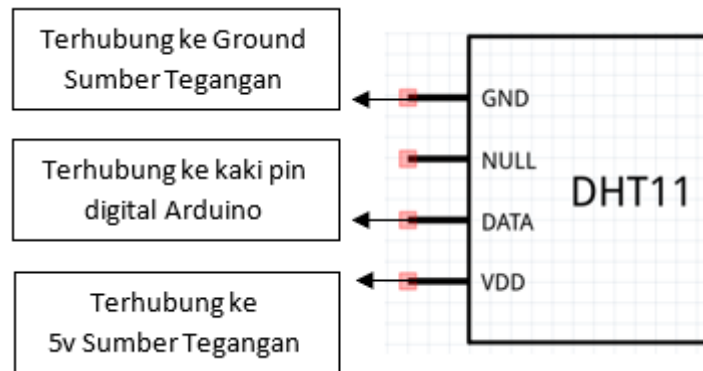 Terhubung ke Ground
Sumber Tegangan
GND
Terhubung ke kaki pin
digital Arduino
NULL
DHT11
DATA
VDD
Terhubung ke
5v Sumber Tegangan